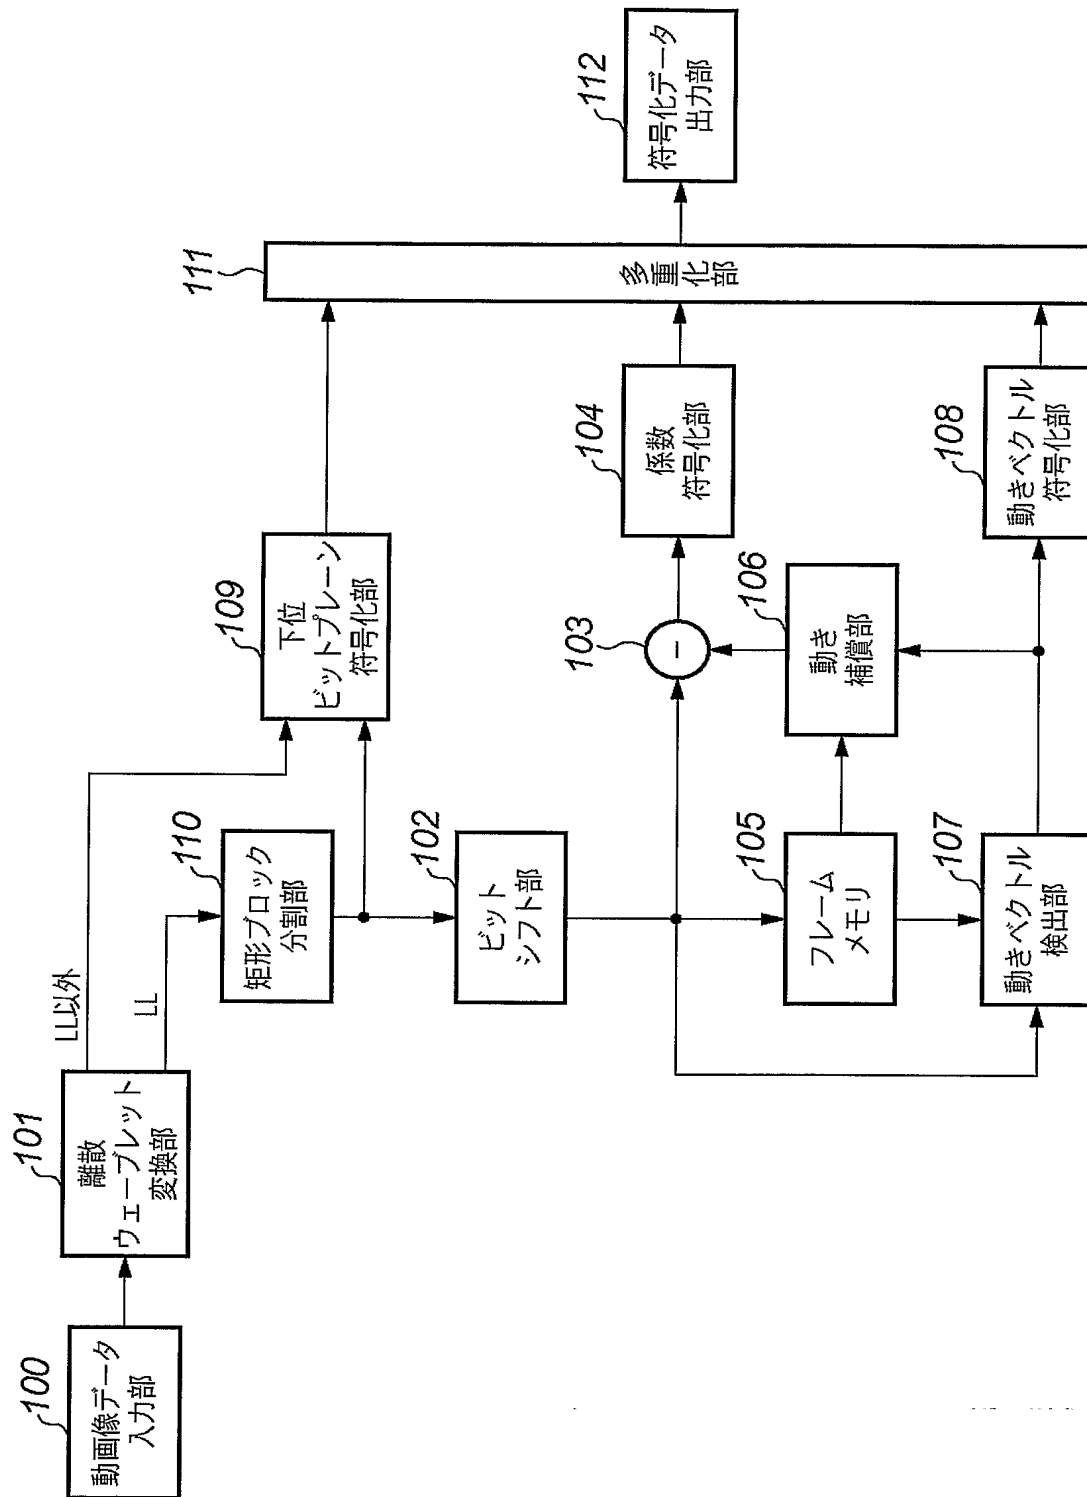 100
動画像データ
入力部
101
離散
ウェーブレット
変換部
LL以外
LL
110
矩形ブロック
分割部
109
下位
ビットプレーン
符号化部
102
ビット
シフト部
103
−
104
係数
符号化部
105
フレーム
メモリ
106
動き
補償部
107
動きベクトル
検出部
108
動きベクトル
符号化部
111
多重化部
112
符号化データ
出力部